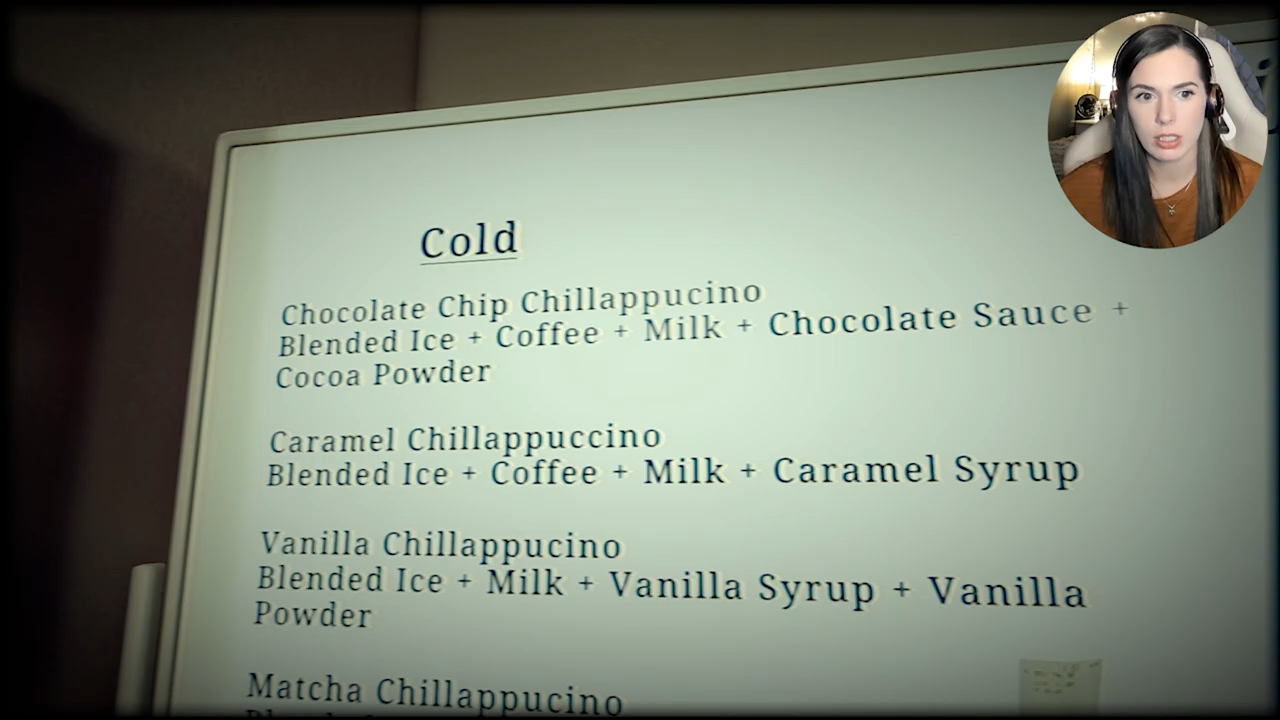 Cold
Chocolate Chip Chillappucino
Blended Ice + Coffee + Milk + Chocolate Sauce +
Cocoa Powder
Caramel Chillappuccino
Blended Ice + Coffee + Milk + Caramel Syrup
Vanilla Chillappucino
Blended Ice + Milk + Vanilla Syrup + Vanilla
Powder
Matcha Chillappucino